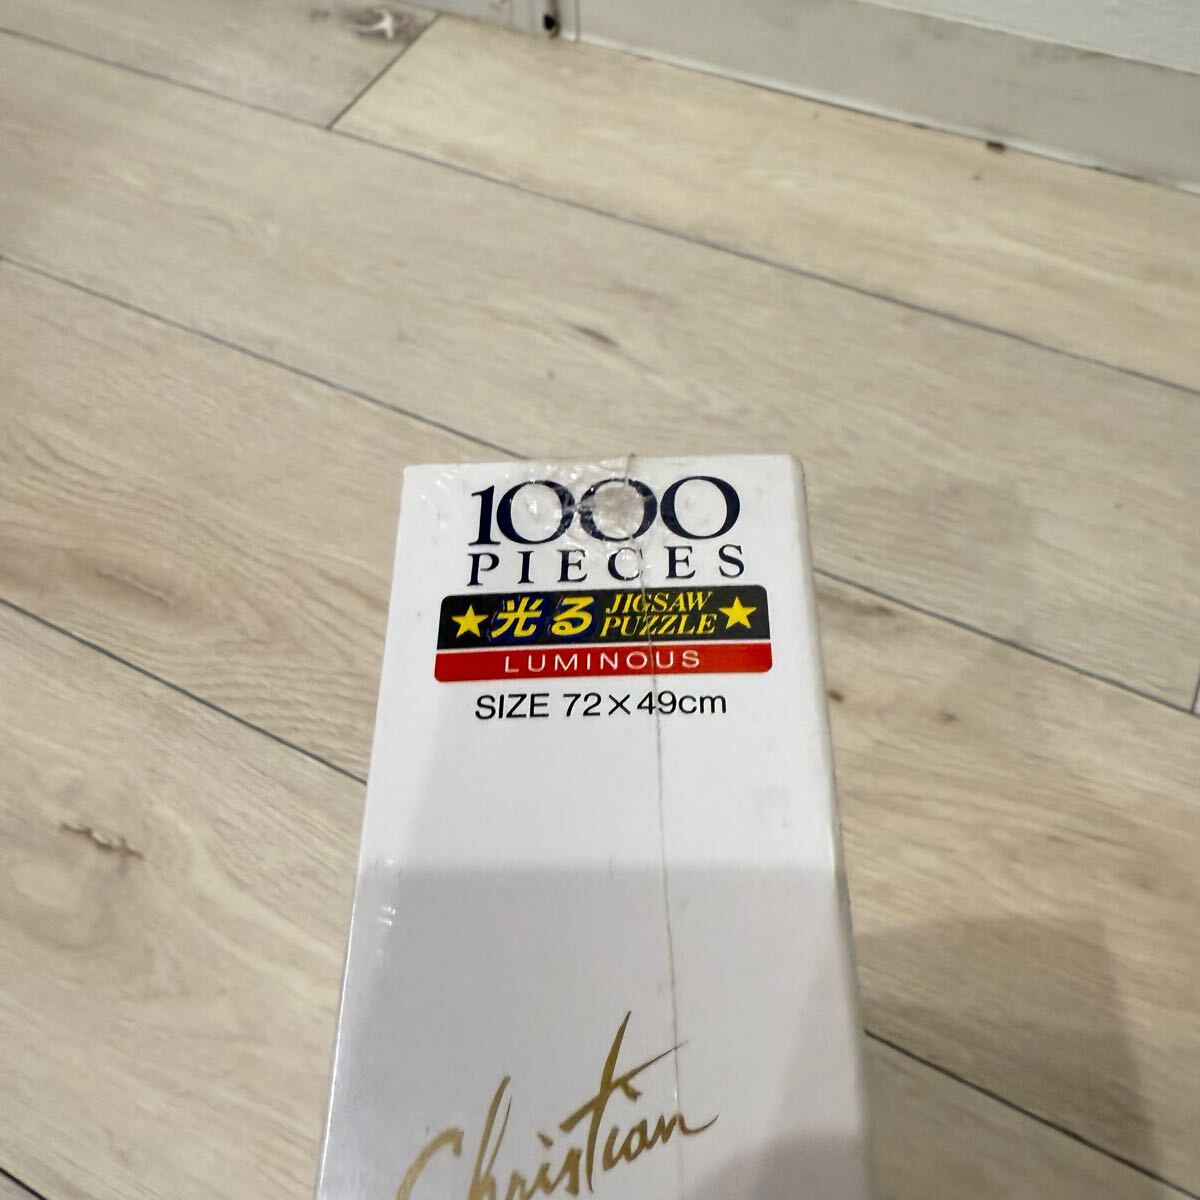 1000
PIECES
★光る JIGSAW PUZZLE★
LUMINOUS
SIZE 72×49cm
Christian